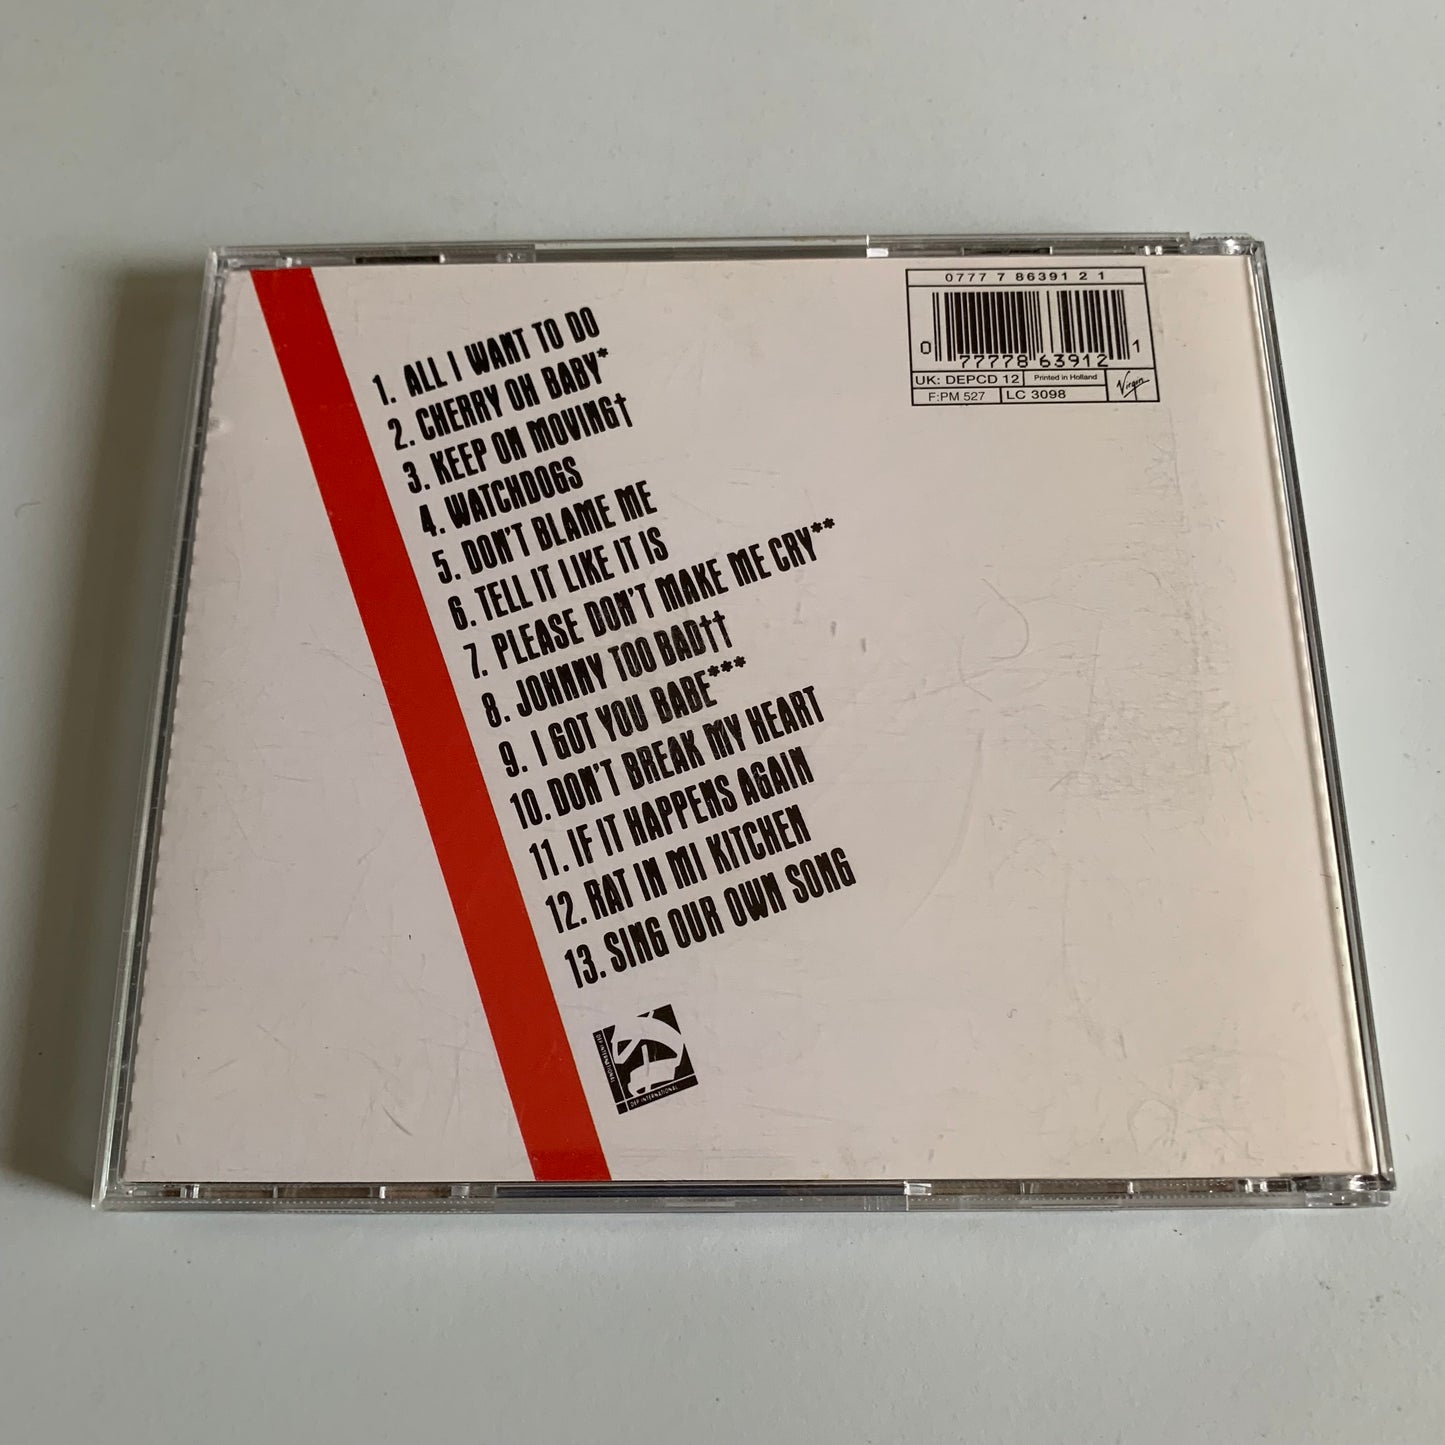 0777 7 86391 2 1
0 77778 63912 1
UK: DEPCD 12
Printed in Holland
F:PM 527
LC 3098
Virgin
1. ALL I WANT TO DO
2. CHERRY OH BABY*
3. KEEP ON MOVING†
4. WATCHDOGS
5. DON'T BLAME ME
6. TELL IT LIKE IT IS
7. PLEASE DON'T MAKE ME CRY**
8. JOHNNY TOO BAD††
9. I GOT YOU BABE***
10. DON'T BREAK MY HEART
11. IF IT HAPPENS AGAIN
12. RAT IN MI KITCHEN
13. SING OUR OWN SONG
DEP INTERNATIONAL
DEP INTERNATIONAL